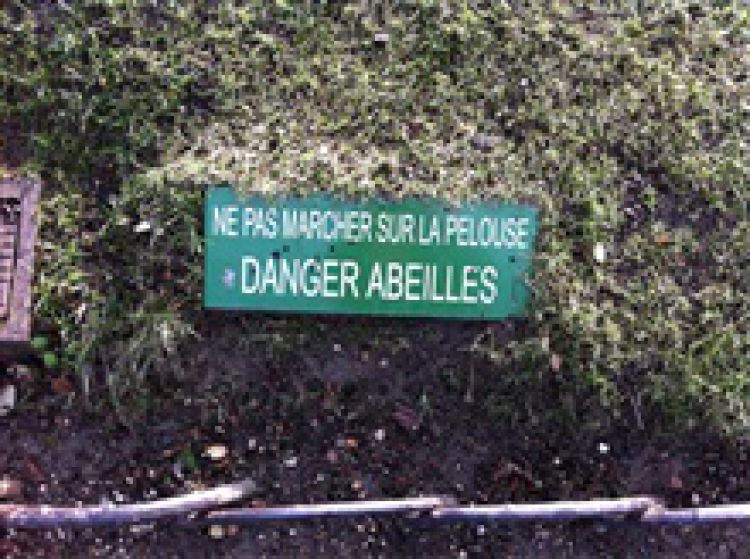 NE PAS MARCHER SUR LA PELOUSE
DANGER ABEILLES